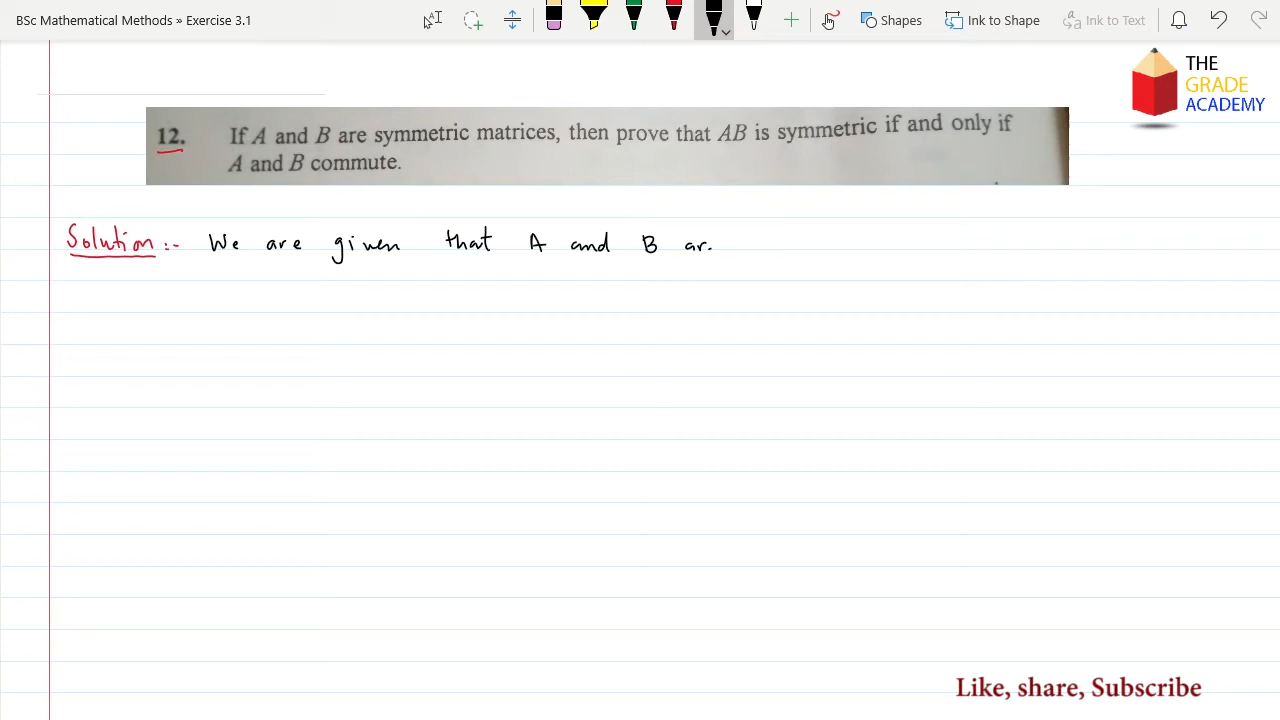 BSc Mathematical Methods » Exercise 3.1
Shapes
Ink to Shape
Ink to Text
THE
GRADE
ACADEMY
12. If A and B are symmetric matrices, then prove that AB is symmetric if and only if
A and B commute.
Solution :- We are given that A and B ar
Like, share, Subscribe